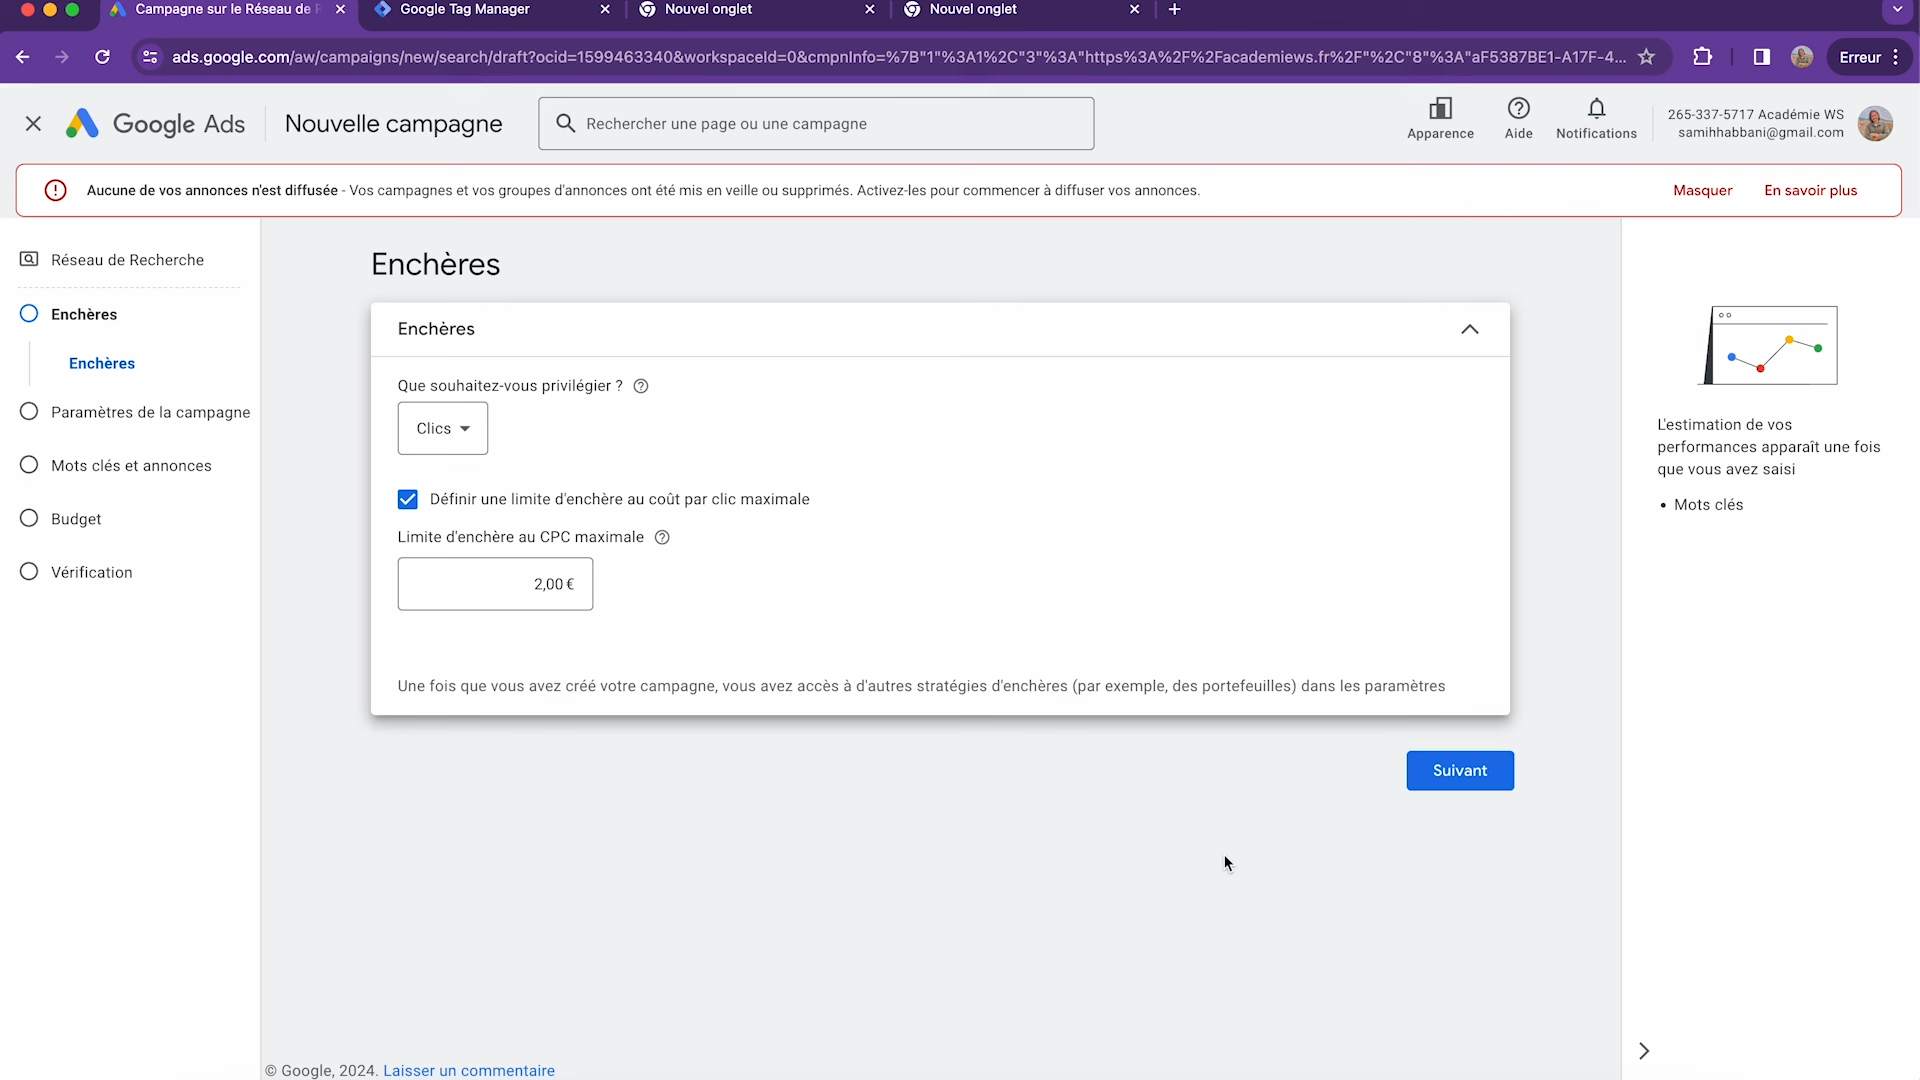 Campagne sur le Réseau de R
Google Tag Manager
Nouvel onglet
Nouvel onglet
ads.google.com/aw/campaigns/new/search/draft?ocid=1599463340&workspaceId=0&cmpnInfo=%7B"1"%3A1%2C"3"%3A"https%3A%2F%2Facademiews.fr%2F"%2C"8"%3A"aF5387BE1-A17F-4...
Erreur
Google Ads
Nouvelle campagne
Rechercher une page ou une campagne
Apparence
Aide
Notifications
265-337-5717 Académie WS
samihhabbani@gmail.com
Aucune de vos annonces n'est diffusée - Vos campagnes et vos groupes d'annonces ont été mis en veille ou supprimés. Activez-les pour commencer à diffuser vos annonces.
Masquer
En savoir plus
Réseau de Recherche
Enchères
Enchères
Paramètres de la campagne
Mots clés et annonces
Budget
Vérification
Enchères
Enchères
Que souhaitez-vous privilégier ?
Clics
Définir une limite d'enchère au coût par clic maximale
Limite d'enchère au CPC maximale
2,00 €
Une fois que vous avez créé votre campagne, vous avez accès à d'autres stratégies d'enchères (par exemple, des portefeuilles) dans les paramètres
Suivant
L'estimation de vos
performances apparaît une fois
que vous avez saisi
• Mots clés
© Google, 2024. Laisser un commentaire